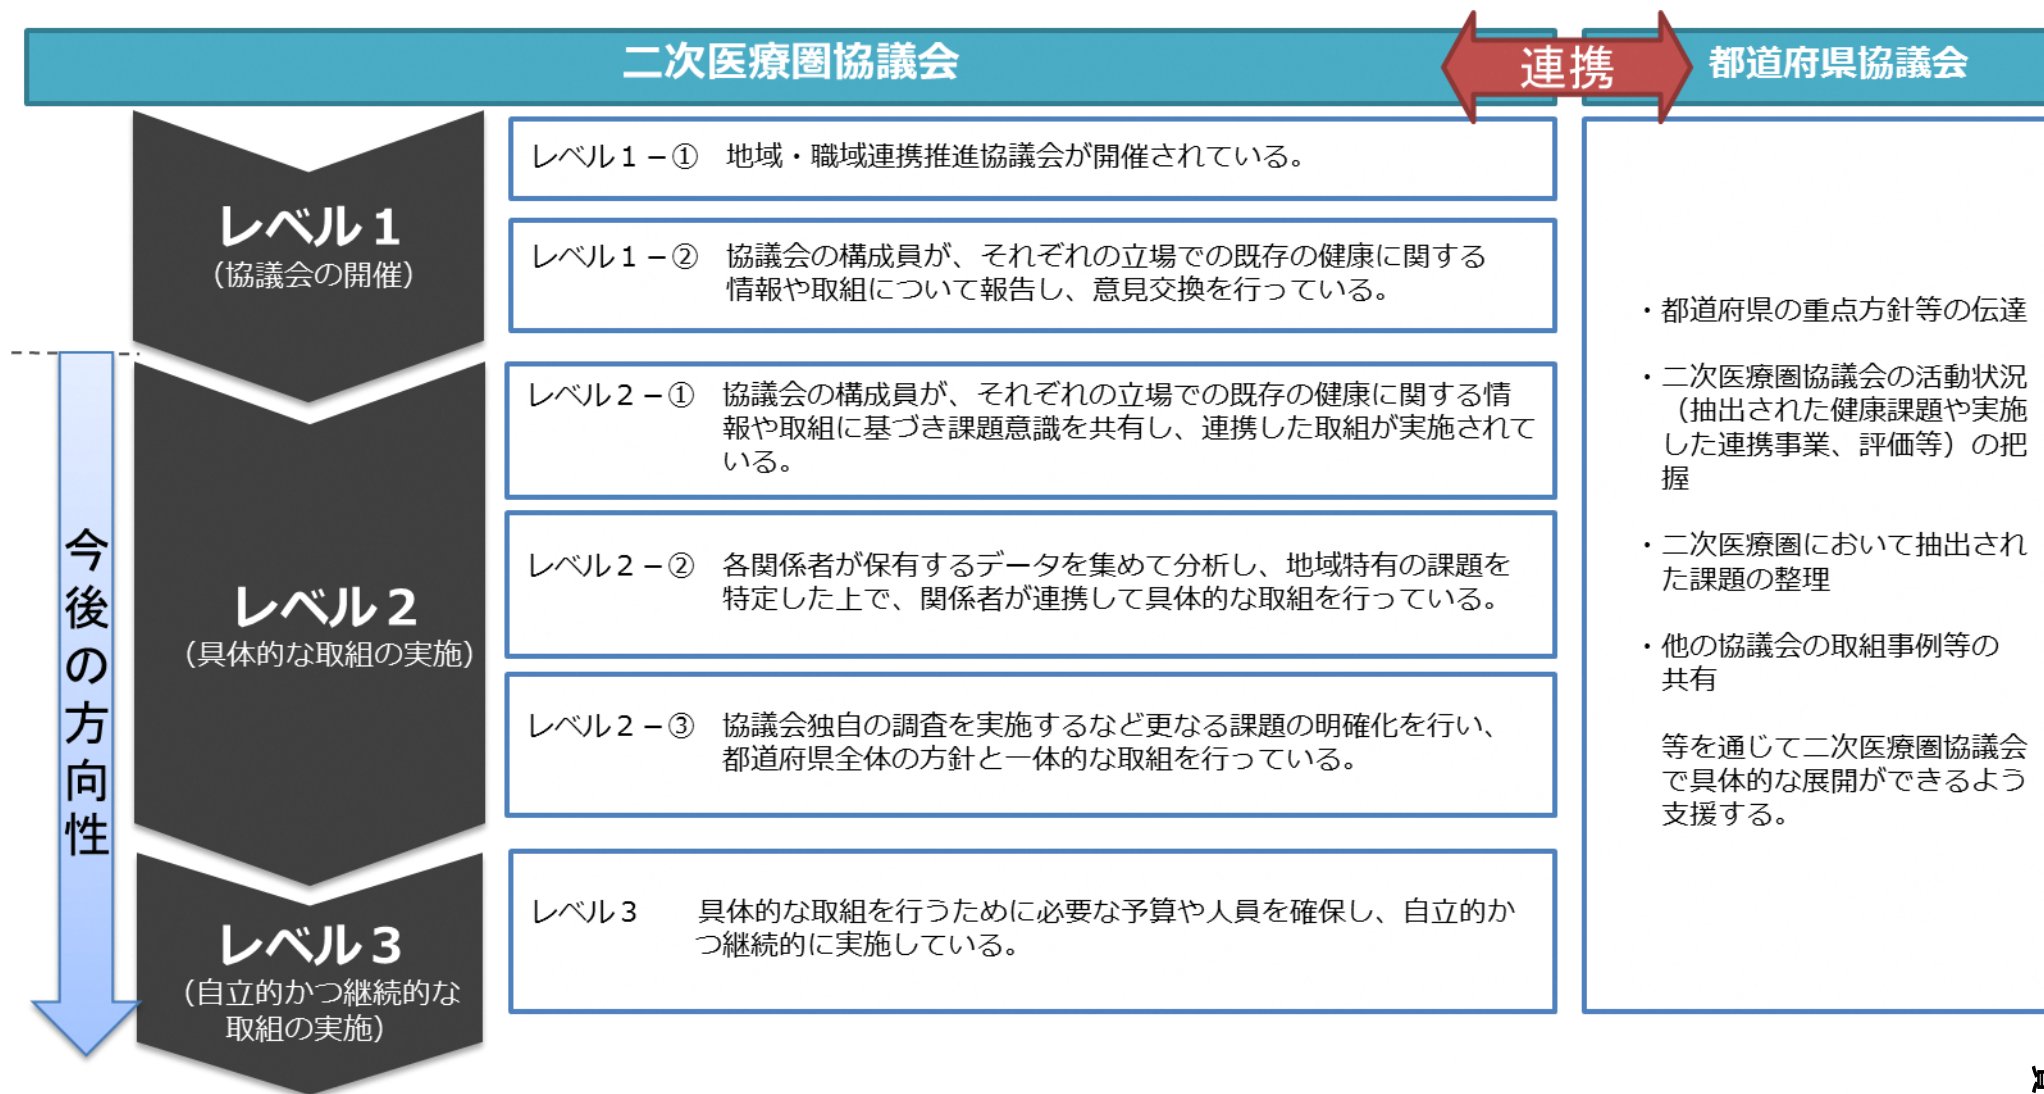 二次医療圏協議会
連携
都道府県協議会
レベル１
（協議会の開催）
レベル１－①　地域・職域連携推進協議会が開催されている。
レベル１－②　協議会の構成員が、それぞれの立場での既存の健康に関する
情報や取組について報告し、意見交換を行っている。
今後の方向性
レベル２
（具体的な取組の実施）
レベル２－①　協議会の構成員が、それぞれの立場での既存の健康に関する情
報や取組に基づき課題意識を共有し、連携した取組が実施されて
いる。
レベル２－②　各関係者が保有するデータを集めて分析し、地域特有の課題を
特定した上で、関係者が連携して具体的な取組を行っている。
レベル２－③　協議会独自の調査を実施するなど更なる課題の明確化を行い、
都道府県全体の方針と一体的な取組を行っている。
レベル３
（自立的かつ継続的な
取組の実施）
レベル３　　具体的な取組を行うために必要な予算や人員を確保し、自立的か
つ継続的に実施している。
・都道府県の重点方針等の伝達
・二次医療圏協議会の活動状況
（抽出された健康課題や実施
した連携事業、評価等）の把
握
・二次医療圏において抽出され
た課題の整理
・他の協議会の取組事例等の
共有
等を通じて二次医療圏協議会
で具体的な展開ができるよう
支援する。